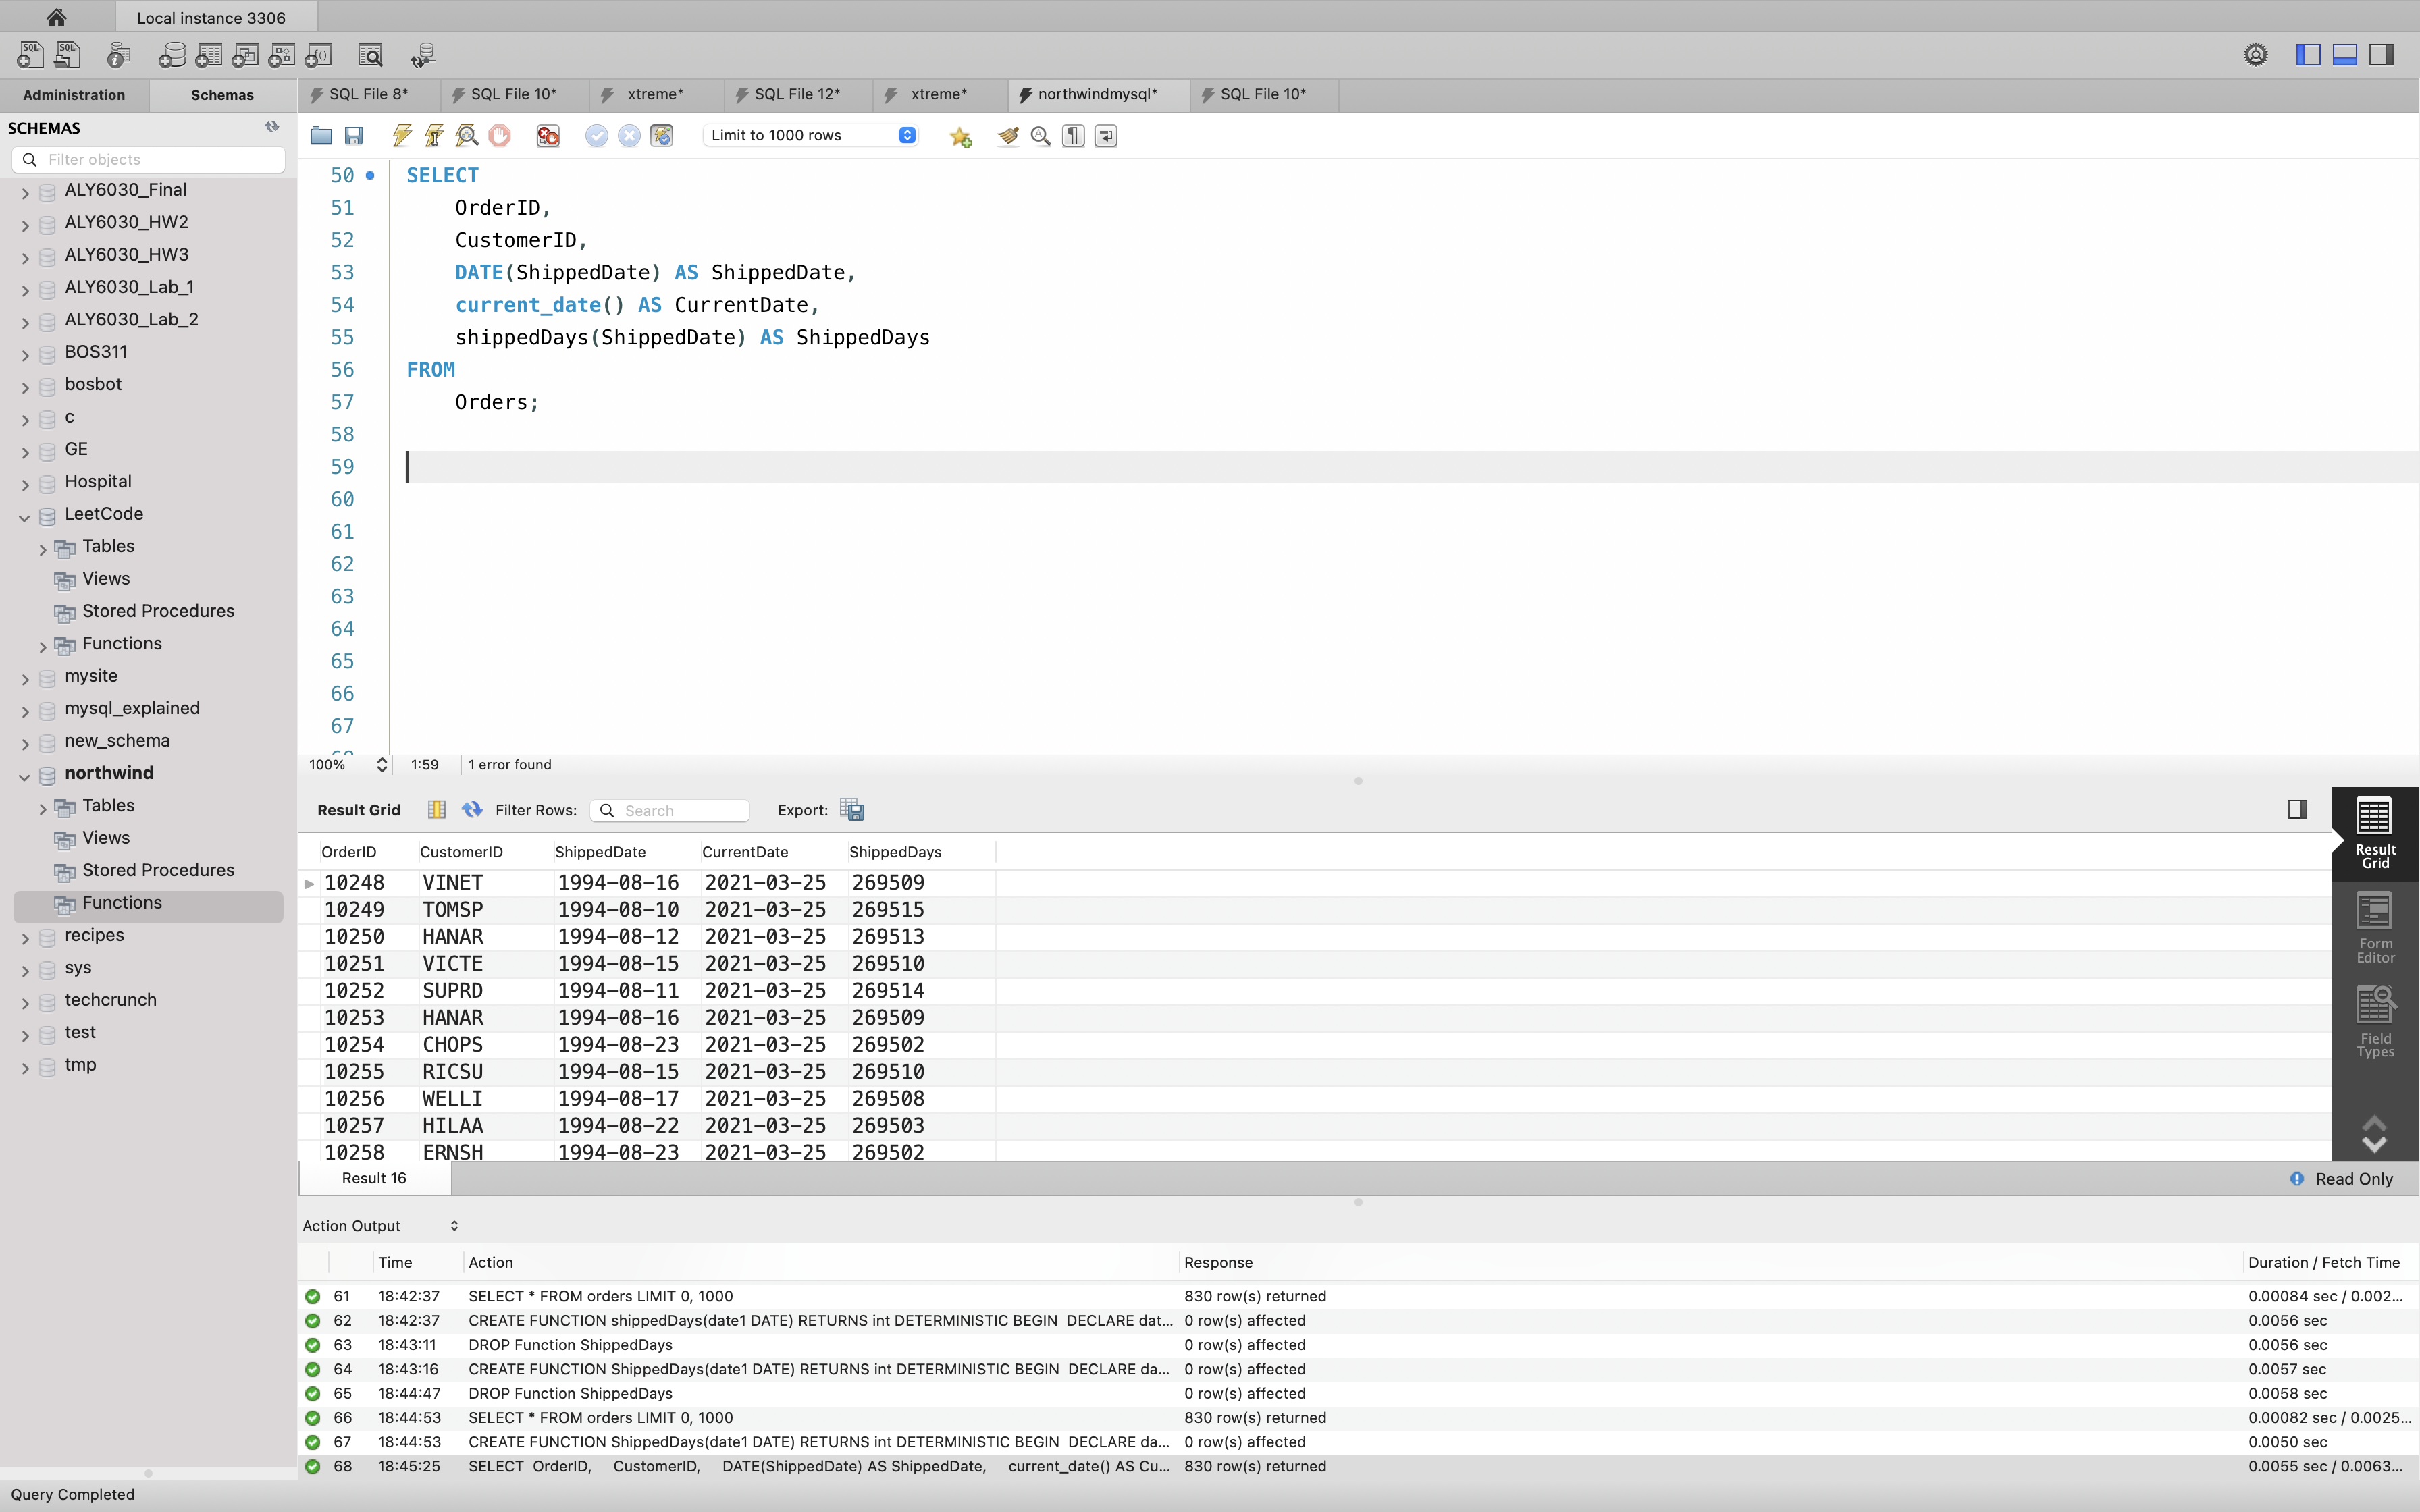 Local instance 3306
Administration
Schemas
SQL File 8*
SQL File 10*
xtreme*
SQL File 12*
xtreme*
northwindmysql*
SQL File 10*
SCHEMAS
Filter objects
ALY6030_Final
ALY6030_HW2
ALY6030_HW3
ALY6030_Lab_1
ALY6030_Lab_2
BOS311
bosbot
c
GE
Hospital
LeetCode
Tables
Views
Stored Procedures
Functions
mysite
mysql_explained
new_schema
northwind
Tables
Views
Stored Procedures
Functions
recipes
sys
techcrunch
test
tmp
Limit to 1000 rows
50 SELECT
51 OrderID,
52 CustomerID,
53 DATE(ShippedDate) AS ShippedDate,
54 current_date() AS CurrentDate,
55 shippedDays(ShippedDate) AS ShippedDays
56 FROM
57 Orders;
58
59
60
61
62
63
64
65
66
67
100% 1:59 1 error found
Result Grid Filter Rows: Search Export:
OrderID CustomerID ShippedDate CurrentDate ShippedDays
10248 VINET 1994-08-16 2021-03-25 269509
10249 TOMSP 1994-08-10 2021-03-25 269515
10250 HANAR 1994-08-12 2021-03-25 269513
10251 VICTE 1994-08-15 2021-03-25 269510
10252 SUPRD 1994-08-11 2021-03-25 269514
10253 HANAR 1994-08-16 2021-03-25 269509
10254 CHOPS 1994-08-23 2021-03-25 269502
10255 RICSU 1994-08-15 2021-03-25 269510
10256 WELLI 1994-08-17 2021-03-25 269508
10257 HILAA 1994-08-22 2021-03-25 269503
10258 ERNSH 1994-08-23 2021-03-25 269502
Result
Grid
Form
Editor
Field
Types
Result 16
Read Only
Action Output
Time Action Response Duration / Fetch Time
61 18:42:37 SELECT * FROM orders LIMIT 0, 1000 830 row(s) returned 0.00084 sec / 0.002...
62 18:42:37 CREATE FUNCTION shippedDays(date1 DATE) RETURNS int DETERMINISTIC BEGIN DECLARE dat... 0 row(s) affected 0.0056 sec
63 18:43:11 DROP Function ShippedDays 0 row(s) affected 0.0056 sec
64 18:43:16 CREATE FUNCTION ShippedDays(date1 DATE) RETURNS int DETERMINISTIC BEGIN DECLARE da... 0 row(s) affected 0.0057 sec
65 18:44:47 DROP Function ShippedDays 0 row(s) affected 0.0058 sec
66 18:44:53 SELECT * FROM orders LIMIT 0, 1000 830 row(s) returned 0.00082 sec / 0.0025...
67 18:44:53 CREATE FUNCTION ShippedDays(date1 DATE) RETURNS int DETERMINISTIC BEGIN DECLARE da... 0 row(s) affected 0.0050 sec
68 18:45:25 SELECT OrderID, CustomerID, DATE(ShippedDate) AS ShippedDate, current_date() AS Cu... 830 row(s) returned 0.0055 sec / 0.0063...
Query Completed